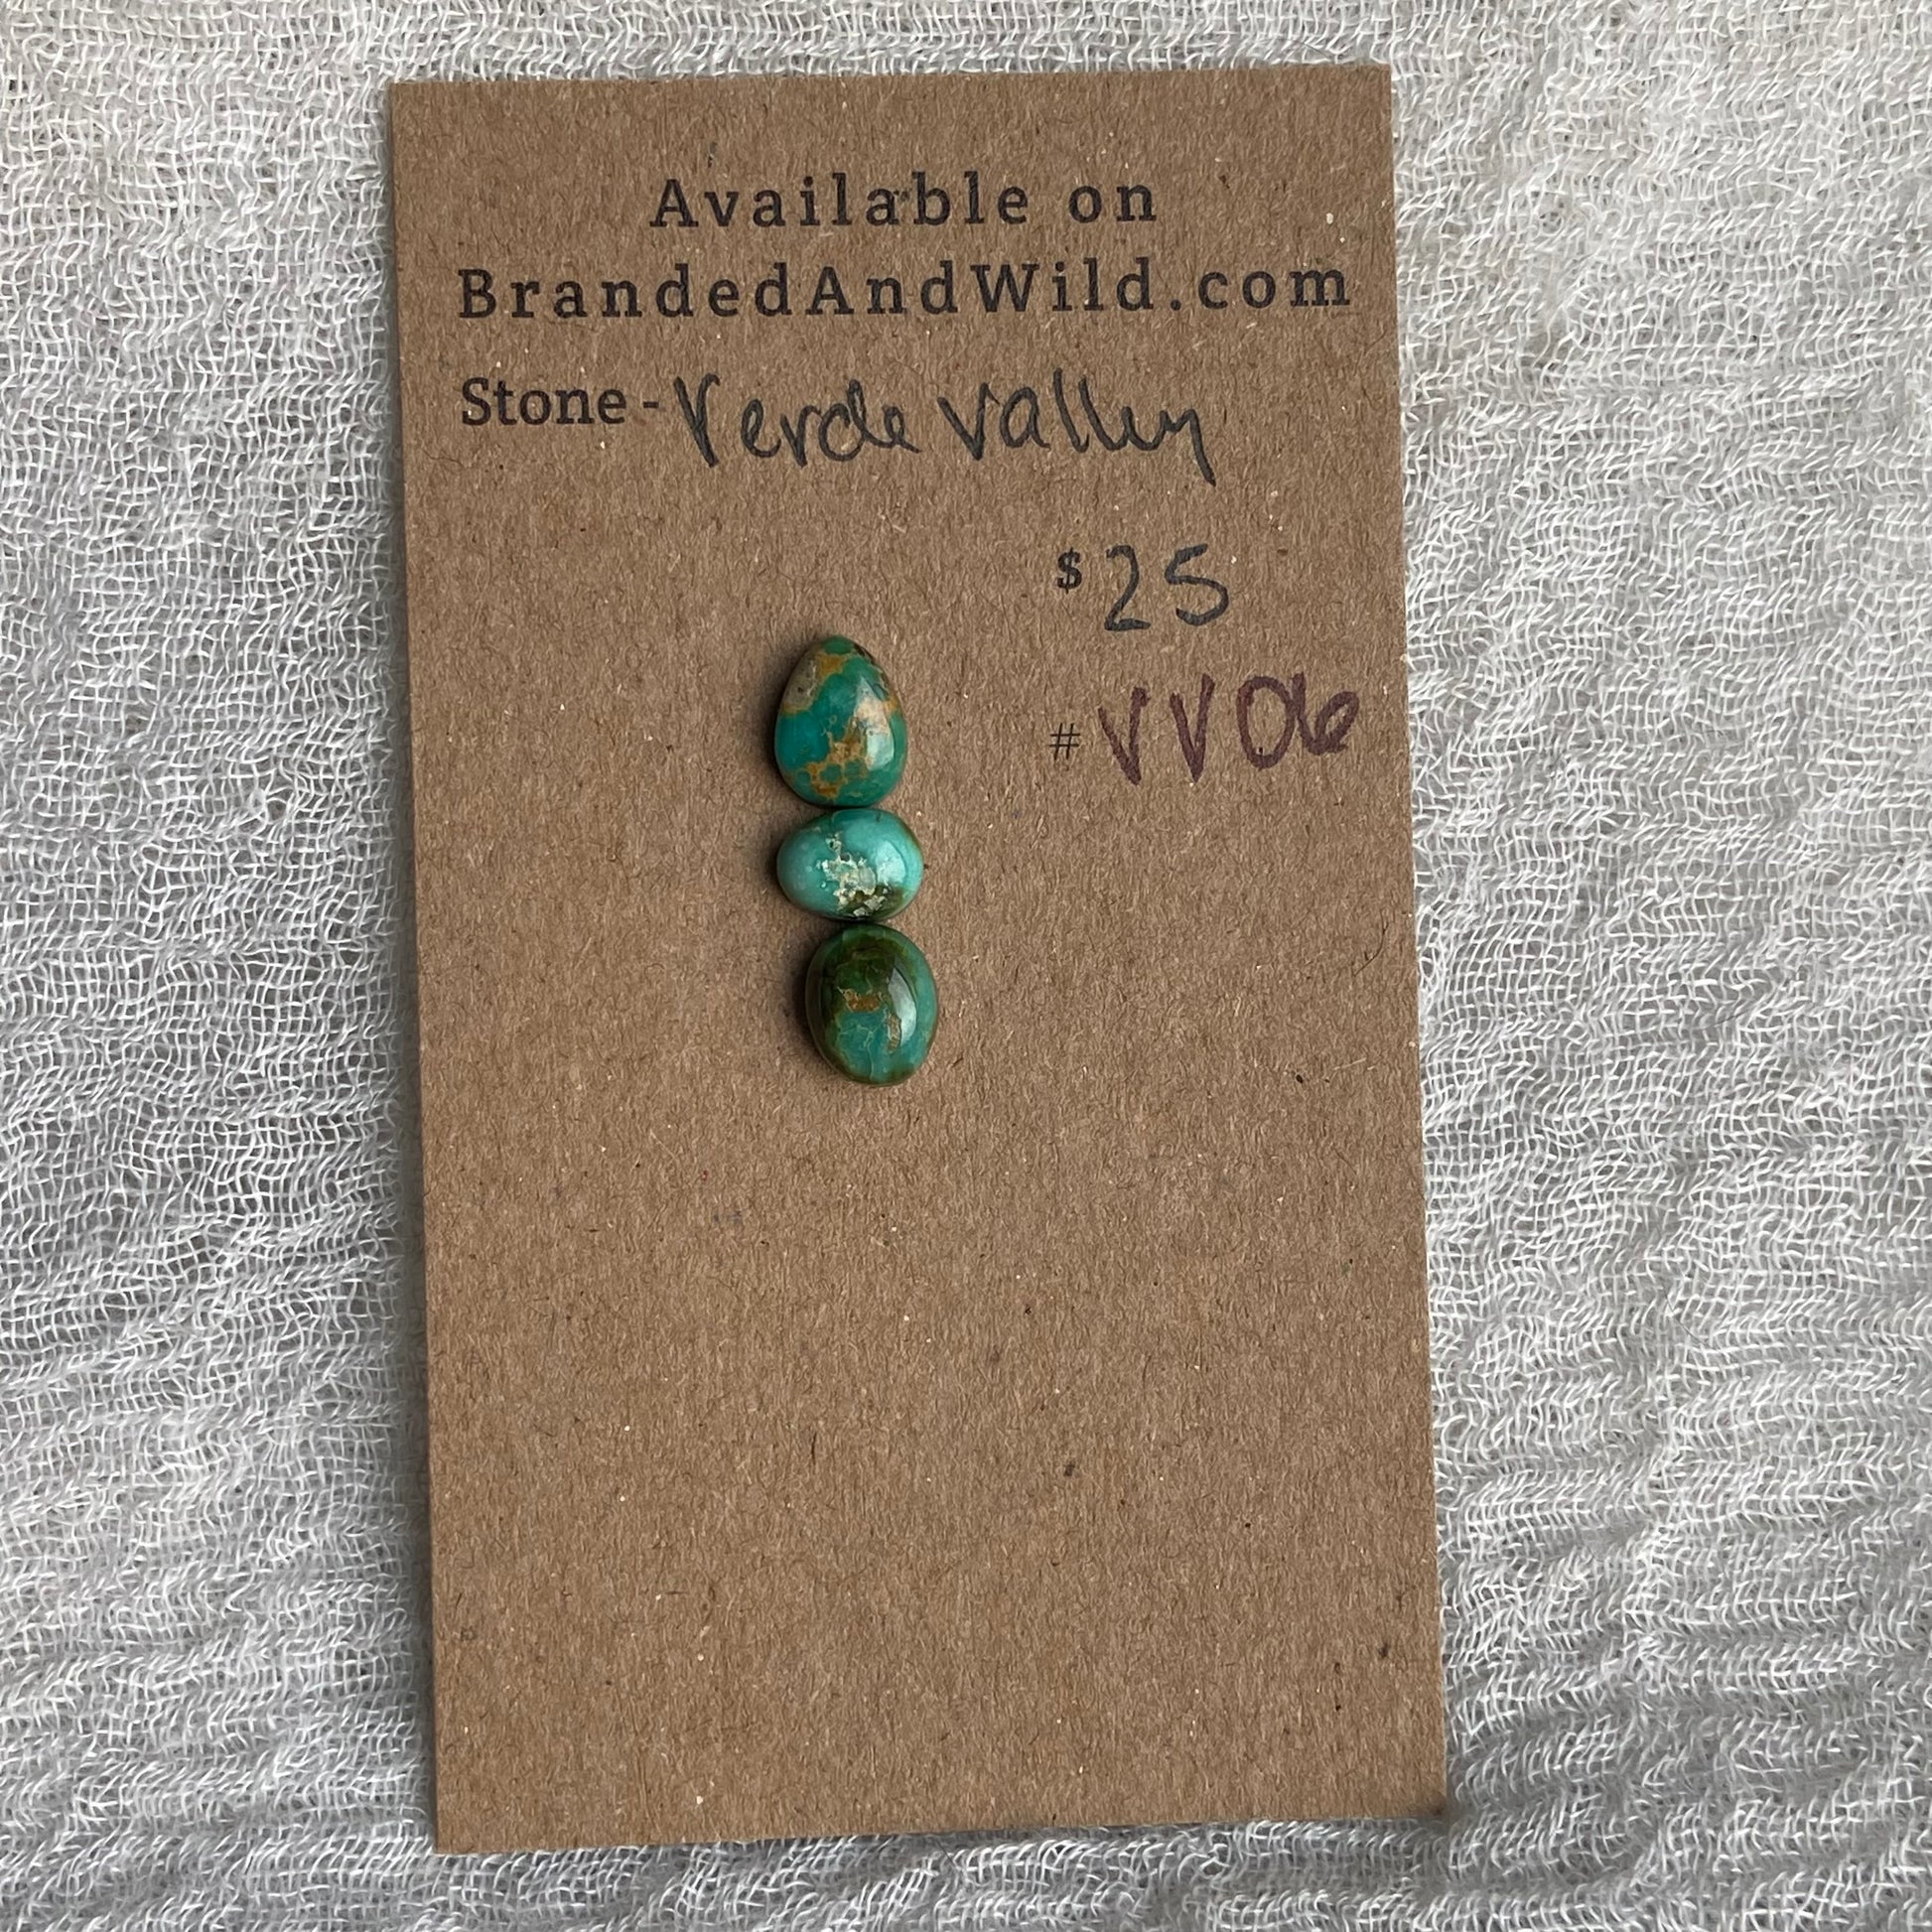 Available on
BrandedAndWild.com
Stone - Verde Valley
$25
# VV06